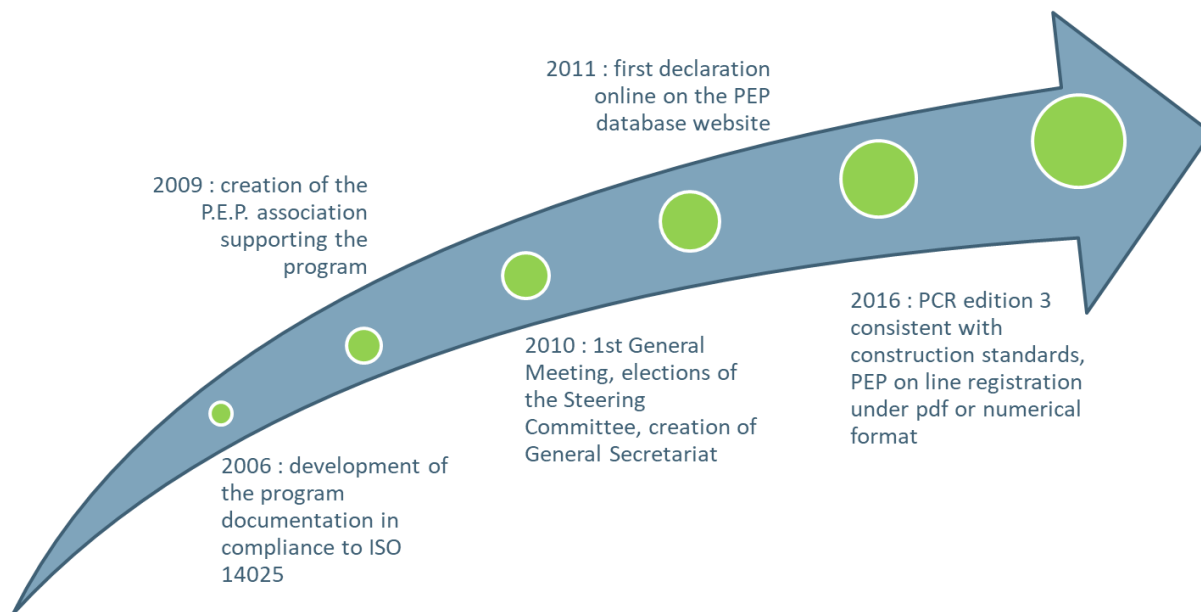 2011 : first declaration
online on the PEP
database website
2009 : creation of the
P.E.P. association
supporting the
program
2016 : PCR edition 3
consistent with
construction standards,
PEP on line registration
under pdf or numerical
format
2010 : 1st General
Meeting, elections of
the Steering
Committee, creation of
General Secretariat
2006 : development of
the program
documentation in
compliance to ISO
14025